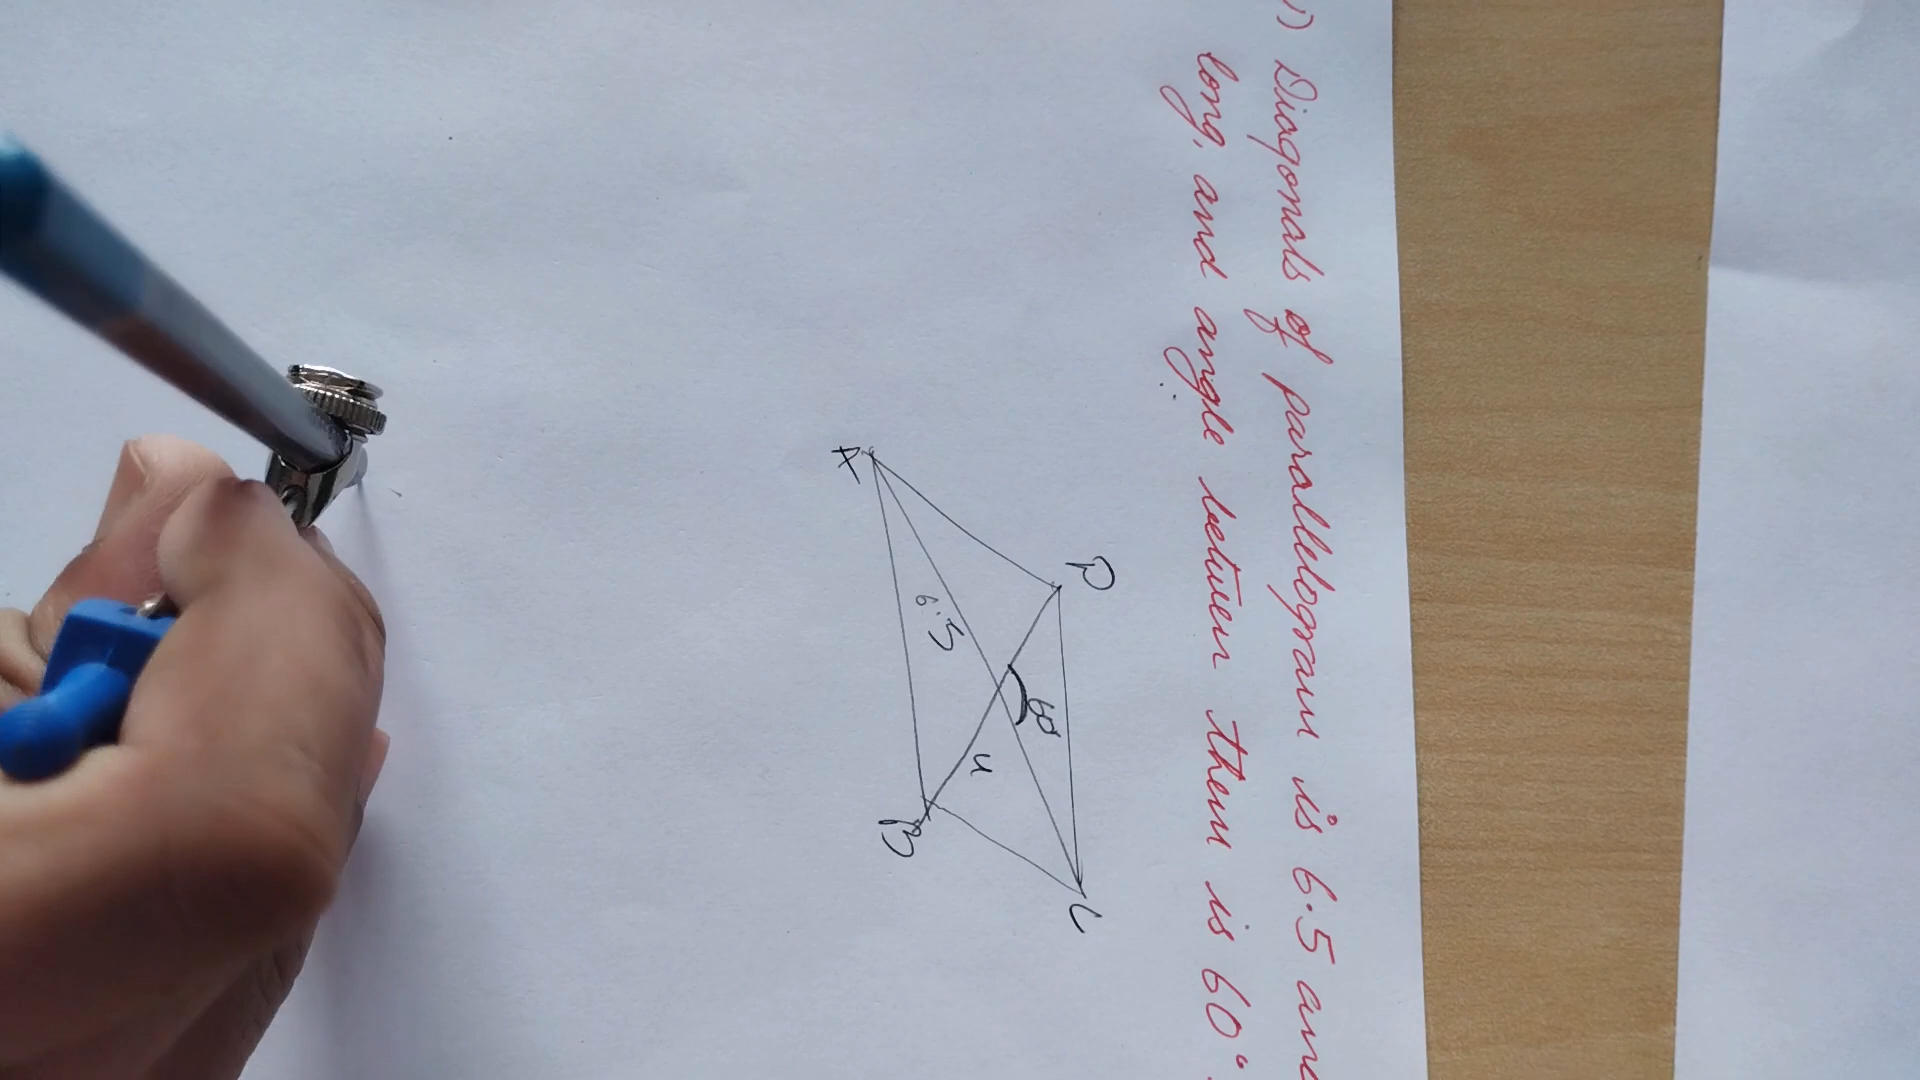 i) Diagonals of parallelogram is 6.5 and
long, and angle between them is 60°.
D
C
60°
6.5
4
A
B